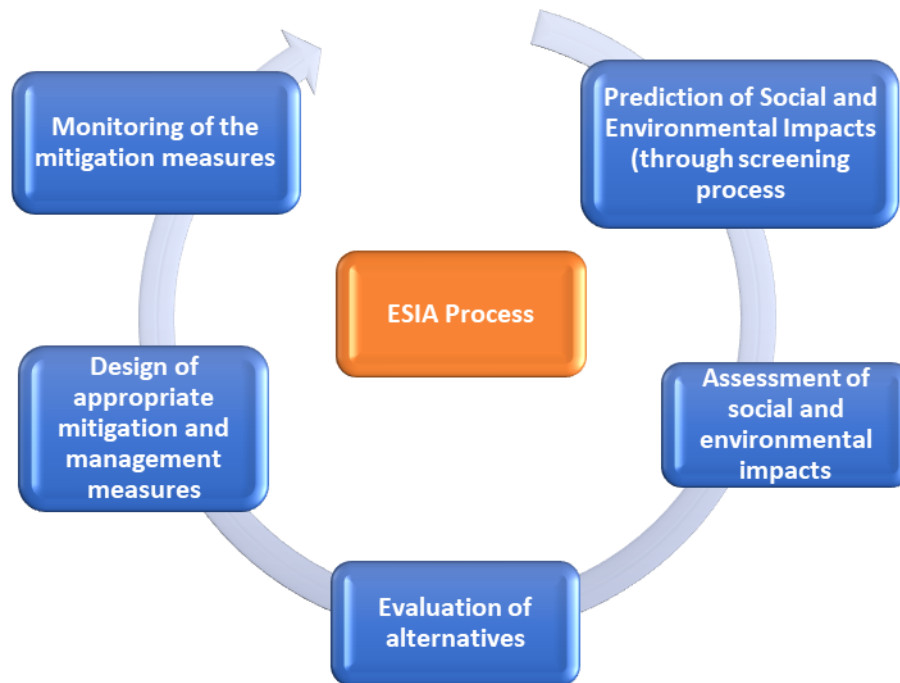 Prediction of Social and
Environmental Impacts
(through screening
process
Assessment of
social and
environmental
impacts
Evaluation of
alternatives
Design of
appropriate
mitigation and
management
measures
Monitoring of the
mitigation measures
ESIA Process